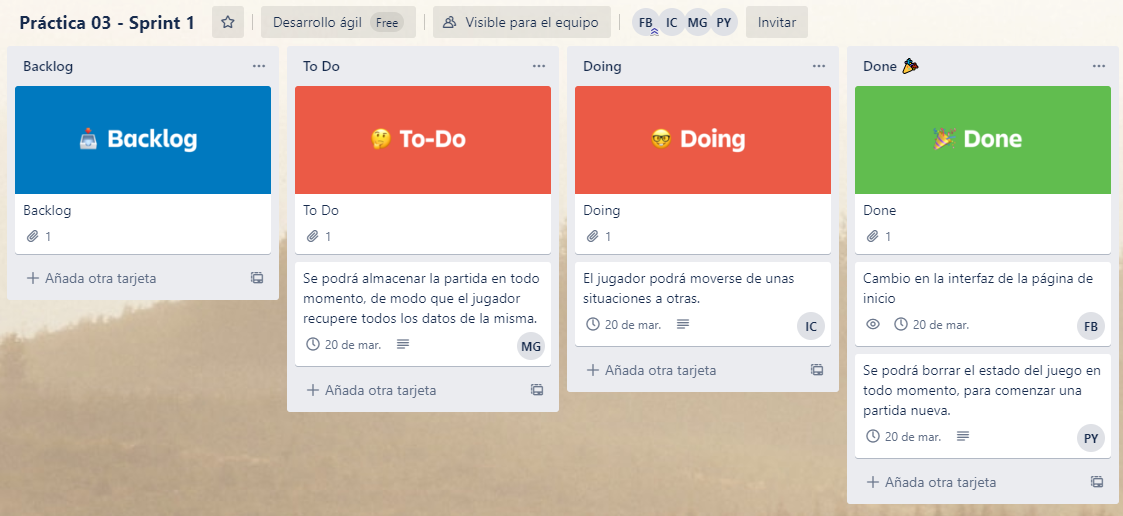 Práctica 03 - Sprint 1
Desarrollo ágil Free
Visible para el equipo
FB IC MG PY
Invitar
Backlog
Backlog
Backlog
1
Añada otra tarjeta
To Do
To-Do
To Do
1
Se podrá almacenar la partida en todo
momento, de modo que el jugador
recupere todos los datos de la misma.
20 de mar.
MG
Añada otra tarjeta
Doing
Doing
Doing
1
El jugador podrá moverse de unas
situaciones a otras.
20 de mar.
IC
Añada otra tarjeta
Done
Done
Done
1
Cambio en la interfaz de la página de
inicio
20 de mar.
FB
Se podrá borrar el estado del juego en
todo momento, para comenzar una
partida nueva.
20 de mar.
PY
Añada otra tarjeta